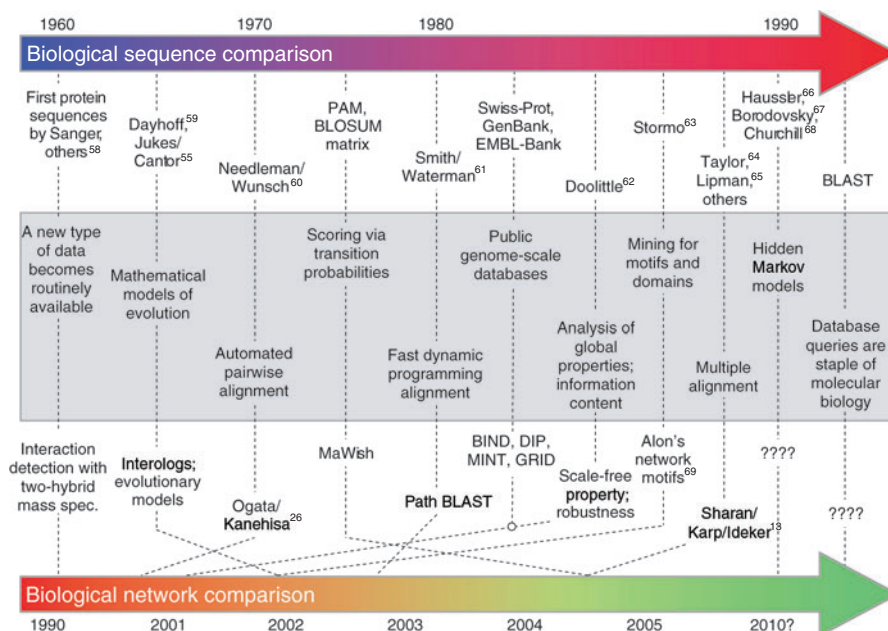 1960 1970 1980 1990
Biological sequence comparison
First protein
sequences
by Sanger,
others58
Dayhoff,59
Jukes/
Cantor55
Needleman/
Wunsch60
PAM,
BLOSUM
matrix
Smith/
Waterman61
Swiss-Prot,
GenBank,
EMBL-Bank
Doolittle62
Stormo63
Taylor,64
Lipman,65
others
Haussler,66
Borodovsky,67
Churchill68
BLAST
A new type
of data
becomes
routinely
available
Mathematical
models of
evolution
Automated
pairwise
alignment
Scoring via
transition
probabilities
Fast dynamic
programming
alignment
Public
genome-scale
databases
Analysis of
global
properties;
information
content
Mining for
motifs and
domains
Multiple
alignment
Hidden
Markov
models
Database
queries are
staple of
molecular
biology
Interaction
detection with
two-hybrid
mass spec.
Interologs;
evolutionary
models
Ogata/
Kanehisa26
MaWish
Path BLAST
BIND, DIP,
MINT, GRID
Scale-free
property;
robustness
Alon's
network
motifs69
Sharan/
Karp/Ideker13
????
????
Biological network comparison
1990 2001 2002 2003 2004 2005 2010?